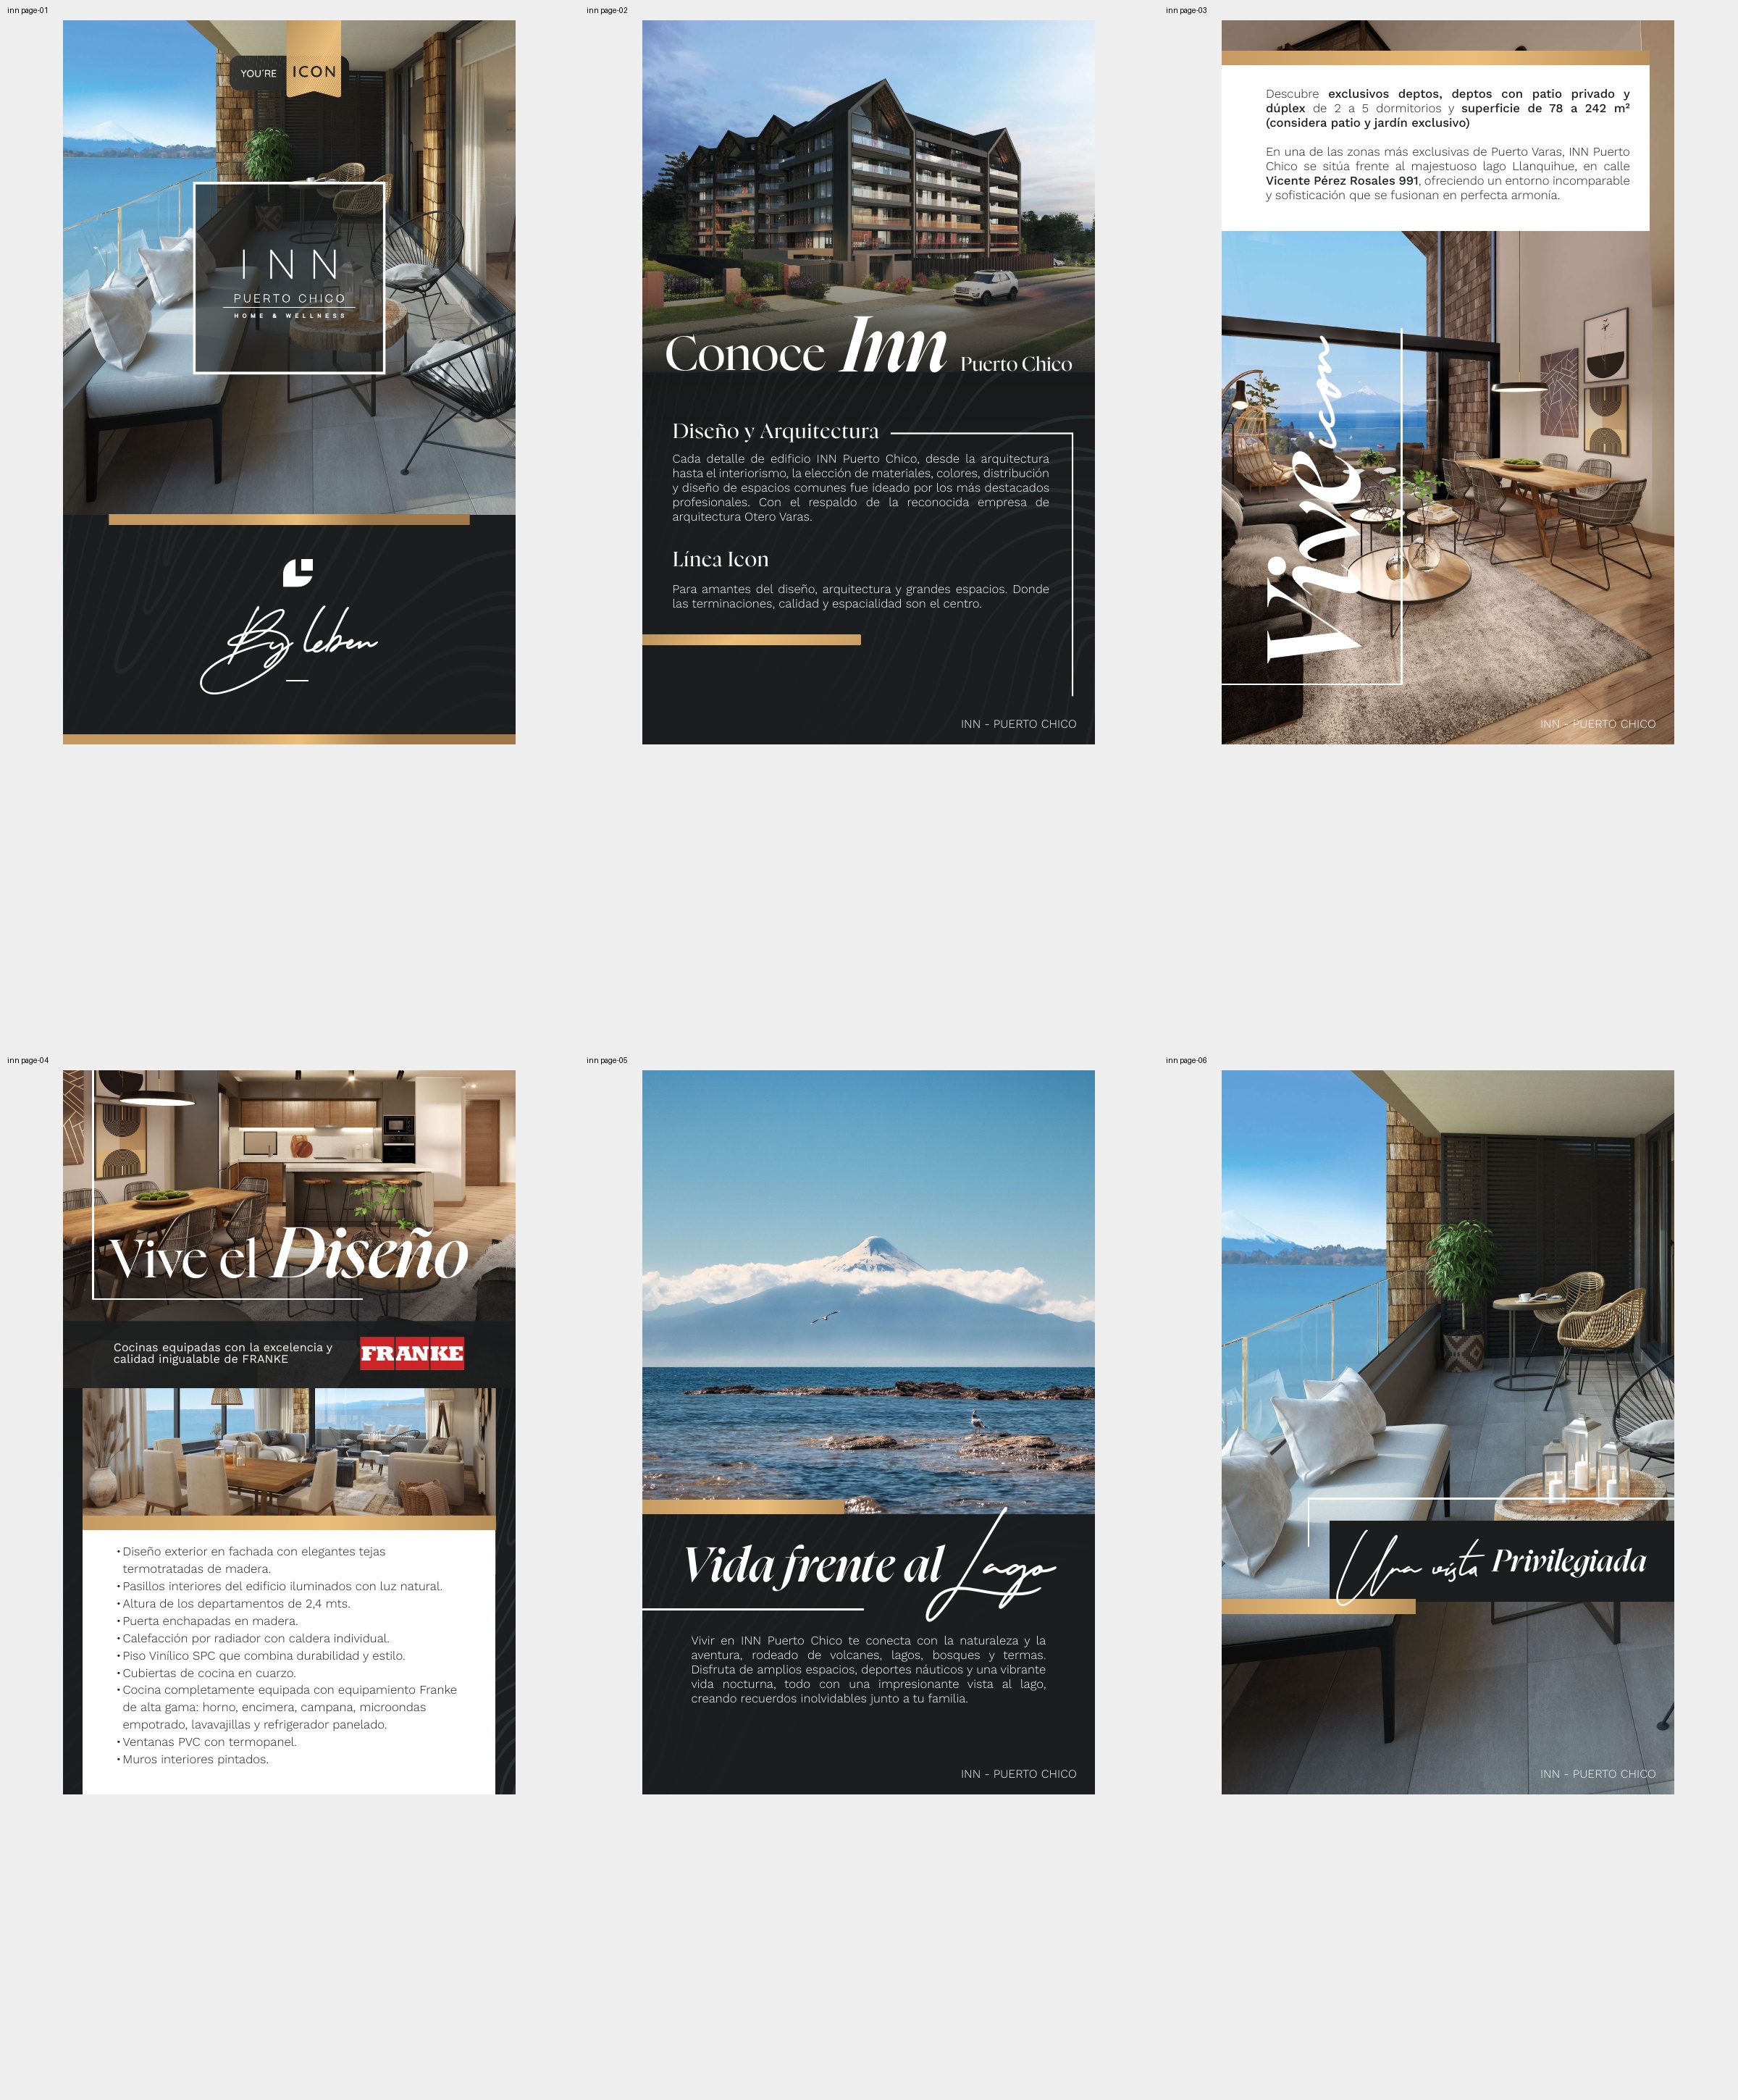 inn page-01
YOU'RE
ICON
INN
PUERTO CHICO
HOME & WELLNESS
By leben
inn page-02
Conoce Inn Puerto Chico
Diseño y Arquitectura
Cada detalle de edificio INN Puerto Chico, desde la arquitectura
hasta el interiorismo, la elección de materiales, colores, distribución
y diseño de espacios comunes fue ideado por los más destacados
profesionales. Con el respaldo de la reconocida empresa de
arquitectura Otero Varas.
Línea Icon
Para amantes del diseño, arquitectura y grandes espacios. Donde
las terminaciones, calidad y espacialidad son el centro.
INN - PUERTO CHICO
inn page-03
Descubre exclusivos deptos, deptos con patio privado y
dúplex de 2 a 5 dormitorios y superficie de 78 a 242 m²
(considera patio y jardín exclusivo)
En una de las zonas más exclusivas de Puerto Varas, INN Puerto
Chico se sitúa frente al majestuoso lago Llanquihue, en calle
Vicente Pérez Rosales 991, ofreciendo un entorno incomparable
y sofisticación que se fusionan en perfecta armonía.
Vive icon
INN - PUERTO CHICO
inn page-04
Vive el Diseño
Cocinas equipadas con la excelencia y
calidad inigualable de FRANKE
FRANKE
• Diseño exterior en fachada con elegantes tejas
termotratadas de madera.
• Pasillos interiores del edificio iluminados con luz natural.
• Altura de los departamentos de 2,4 mts.
• Puerta enchapadas en madera.
• Calefacción por radiador con caldera individual.
• Piso Vinílico SPC que combina durabilidad y estilo.
• Cubiertas de cocina en cuarzo.
• Cocina completamente equipada con equipamiento Franke
de alta gama: horno, encimera, campana, microondas
empotrado, lavavajillas y refrigerador panelado.
• Ventanas PVC con termopanel.
• Muros interiores pintados.
inn page-05
Vida frente al Lago
Vivir en INN Puerto Chico te conecta con la naturaleza y la
aventura, rodeado de volcanes, lagos, bosques y termas.
Disfruta de amplios espacios, deportes náuticos y una vibrante
vida nocturna, todo con una impresionante vista al lago,
creando recuerdos inolvidables junto a tu familia.
INN - PUERTO CHICO
inn page-06
Una vista Privilegiada
INN - PUERTO CHICO